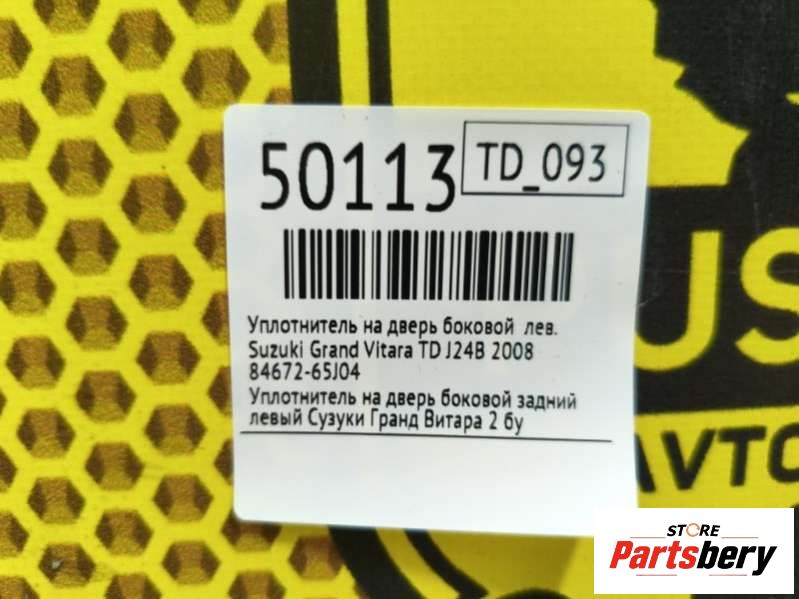 50113
TD_093
Уплотнитель на дверь боковой лев.
Suzuki Grand Vitara TD J24B 2008
84672-65J04
Уплотнитель на дверь боковой задний
левый Сузуки Гранд Витара 2 бу
US
АВТО
STORE
Partsbery